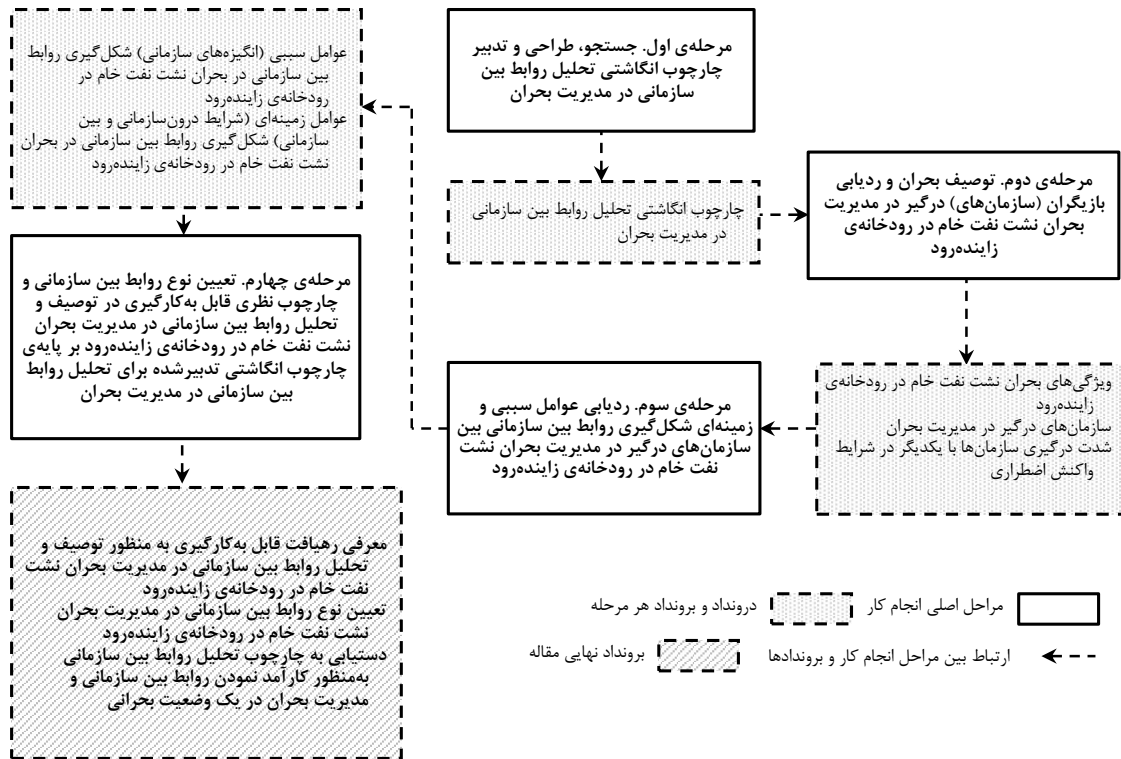 مرحله‌ی اول. جستجو، طراحی و تدبیر
چارچوب انگاشتی تحلیل روابط بین
سازمانی در مدیریت بحران
چارچوب انگاشتی تحلیل روابط بین سازمانی
در مدیریت بحران
مرحله‌ی دوم. توصیف بحران و ردیابی
بازیگران (سازمان‌های) درگیر در مدیریت
بحران نشت نفت خام در رودخانه‌ی
زاینده‌رود
ویژگی‌های بحران نشت نفت خام در رودخانه‌ی
زاینده‌رود
سازمان‌های درگیر در مدیریت بحران
شدت درگیری سازمان‌ها با یکدیگر در شرایط
واکنش اضطراری
مرحله‌ی سوم. ردیابی عوامل سببی و
زمینه‌ای شکل‌گیری روابط بین سازمانی بین
سازمان‌های درگیر در مدیریت بحران نشت
نفت خام در رودخانه‌ی زاینده‌رود
عوامل سببی (انگیزه‌های سازمانی) شکل‌گیری روابط
بین سازمانی در بحران نشت نفت خام در
رودخانه‌ی زاینده‌رود
عوامل زمینه‌ای (شرایط درون‌سازمانی و بین
سازمانی) شکل‌گیری روابط بین سازمانی در بحران
نشت نفت خام در رودخانه‌ی زاینده‌رود
مرحله‌ی چهارم. تعیین نوع روابط بین سازمانی و
چارچوب نظری قابل به‌کارگیری در توصیف و
تحلیل روابط بین سازمانی در مدیریت بحران
نشت نفت خام در رودخانه‌ی زاینده‌رود بر پایه‌ی
چارچوب انگاشتی تدبیرشده برای تحلیل روابط
بین سازمانی در مدیریت بحران
معرفی رهیافت قابل به‌کارگیری به منظور توصیف و
تحلیل روابط بین سازمانی در مدیریت بحران نشت
نفت خام در رودخانه‌ی زاینده‌رود
تعیین نوع روابط بین سازمانی در مدیریت بحران
نشت نفت خام در رودخانه‌ی زاینده‌رود
دستیابی به چارچوب تحلیل روابط بین سازمانی
به‌منظور کارآمد نمودن روابط بین سازمانی و
مدیریت بحران در یک وضعیت بحرانی
مراحل اصلی انجام کار
درونداد و برونداد هر مرحله
ارتباط بین مراحل انجام کار و بروندادها
برونداد نهایی مقاله